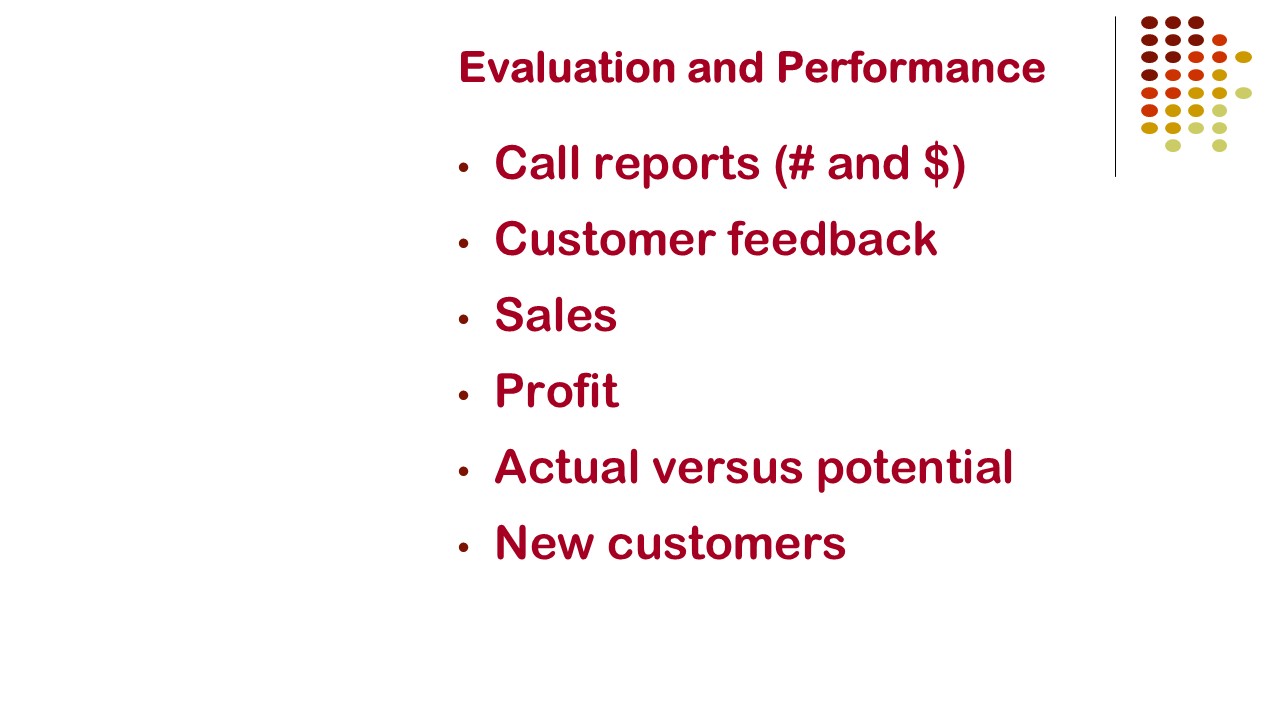 Evaluation and Performance
• Call reports (# and $)
• Customer feedback
• Sales
• Profit
• Actual versus potential
• New customers